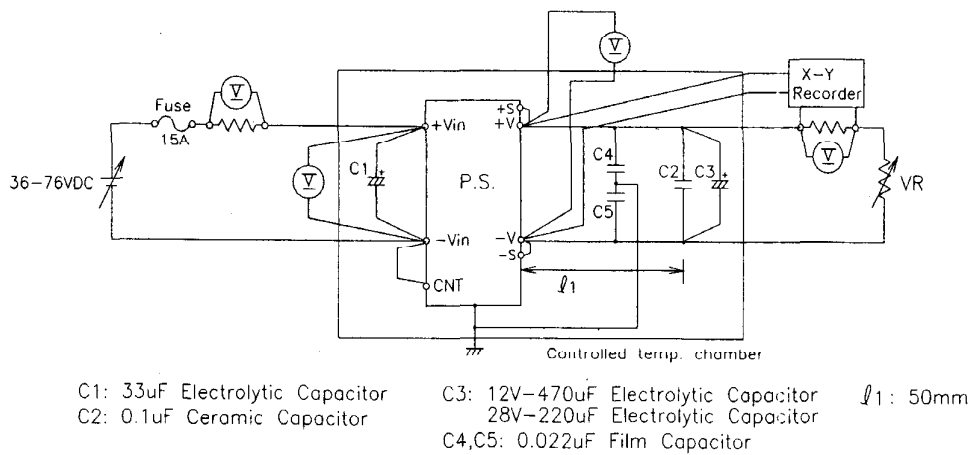 V
X-Y
Recorder
V
Fuse
15A
+S
+Vin
+V
V
C4
C1
+
C2
C3
+
36-76VDC
V
P.S.
VR
C5
-Vin
-V
-S
CNT
ℓ1
Controlled temp. chamber
C1: 33uF Electrolytic Capacitor
C2: 0.1uF Ceramic Capacitor
C3: 12V-470uF Electrolytic Capacitor
28V-220uF Electrolytic Capacitor
C4,C5: 0.022uF Film Capacitor
ℓ1: 50mm